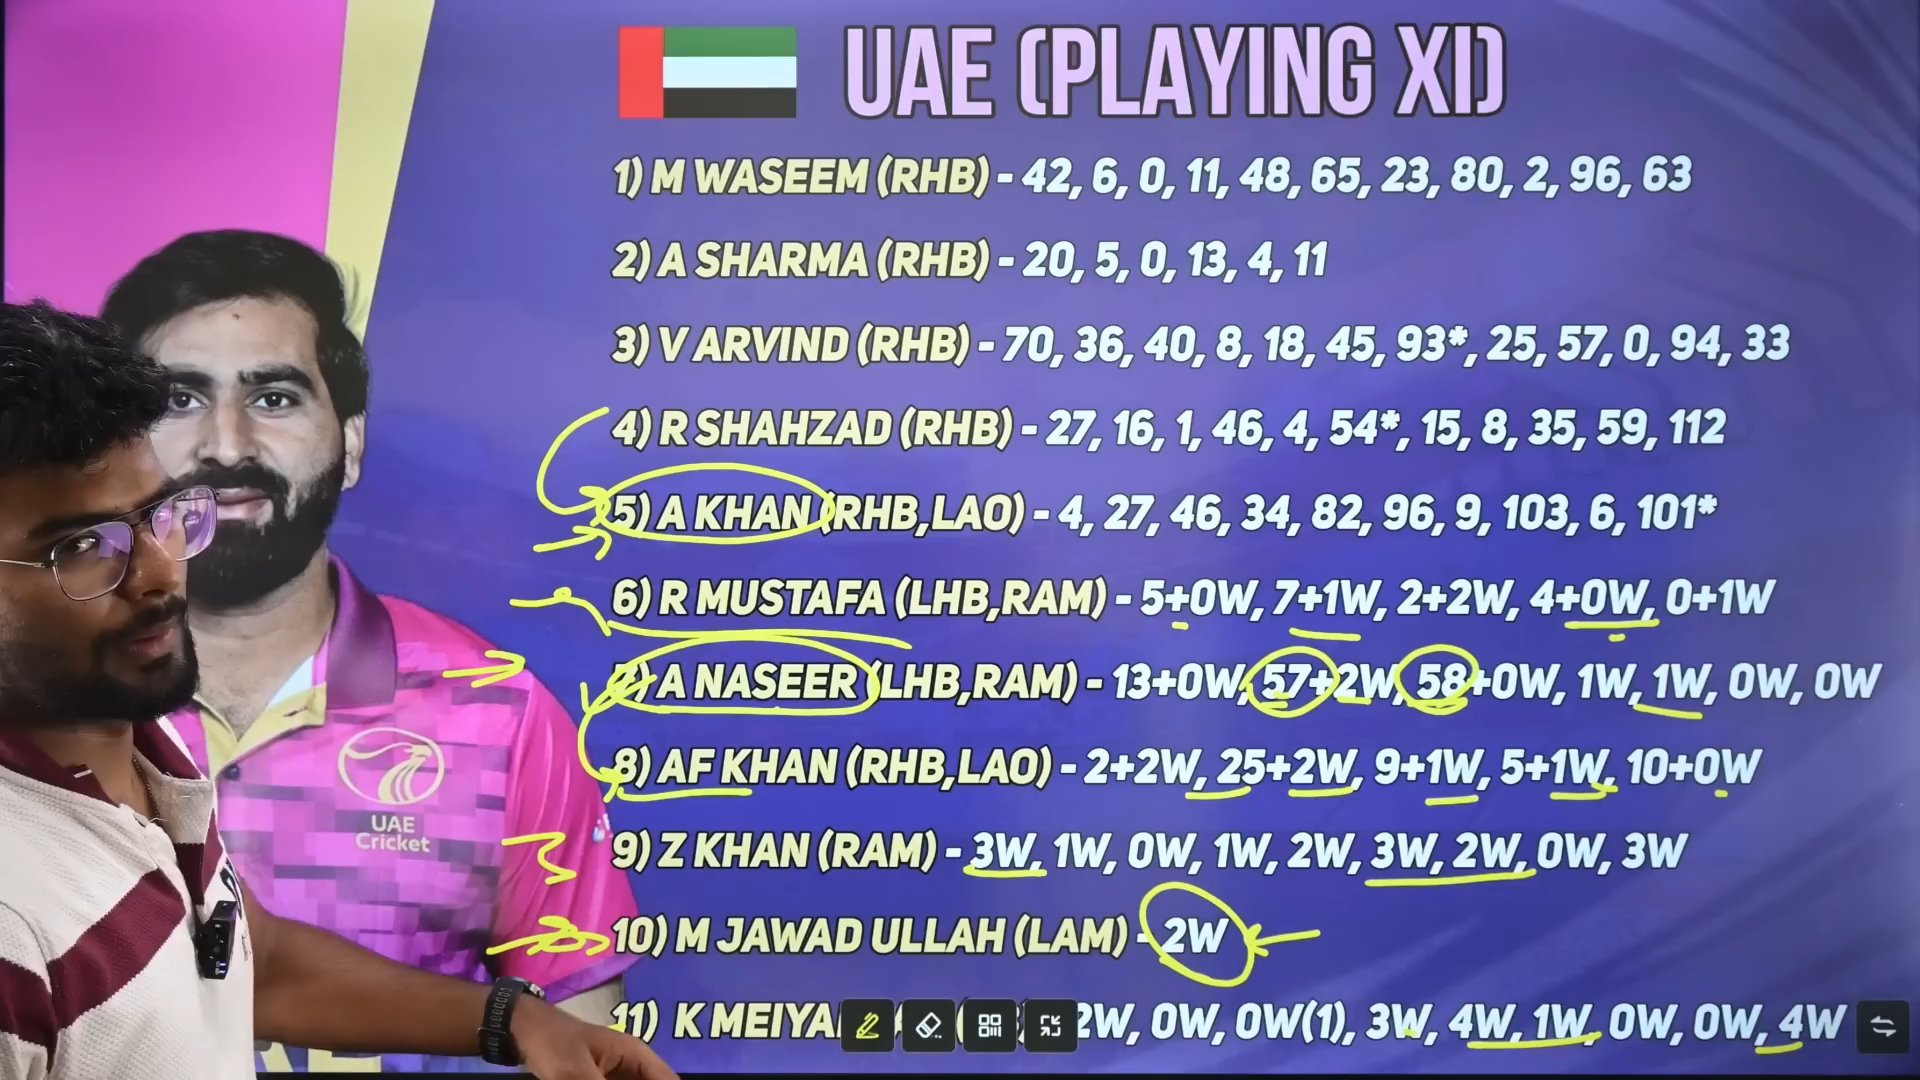 UAE (PLAYING XI)
1) M WASEEM (RHB) - 42, 6, 0, 11, 48, 65, 23, 80, 2, 96, 63
2) A SHARMA (RHB) - 20, 5, 0, 13, 4, 11
3) V ARVIND (RHB) - 70, 36, 40, 8, 18, 45, 93*, 25, 57, 0, 94, 33
4) R SHAHZAD (RHB) - 27, 16, 1, 46, 4, 54*, 15, 8, 35, 59, 112
5) A KHAN (RHB,LAO) - 4, 27, 46, 34, 82, 96, 9, 103, 6, 101*
6) R MUSTAFA (LHB,RAM) - 5+0W, 7+1W, 2+2W, 4+0W, 0+1W
7) A NASEER (LHB,RAM) - 13+0W, 57+2W, 58+0W, 1W, 1W, 0W, 0W
8) AF KHAN (RHB,LAO) - 2+2W, 25+2W, 9+1W, 5+1W, 10+0W
9) Z KHAN (RAM) - 3W, 1W, 0W, 1W, 2W, 3W, 2W, 0W, 3W
10) M JAWAD ULLAH (LAM) - 2W
11) K 2W, 0W, 0W(1), 3W, 4W, 1W, 0W, 0W, 4W
UAE
Cricket